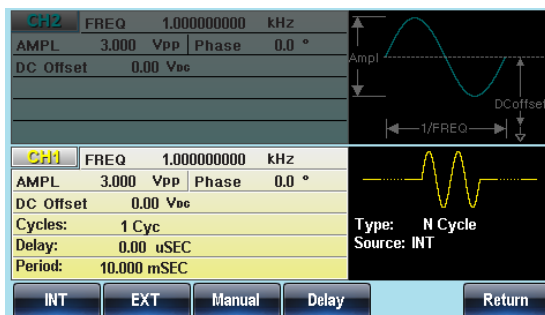 CH2 FREQ 1.000000000 kHz
AMPL 3.000 Vpp Phase 0.0 °
DC Offset 0.00 VDC
Ampl
DCoffset
1/FREQ
CH1 FREQ 1.000000000 kHz
AMPL 3.000 Vpp Phase 0.0 °
DC Offset 0.00 VDC
Cycles: 1 Cyc
Delay: 0.00 uSEC
Period: 10.000 mSEC
Type: N Cycle
Source: INT
INT EXT Manual Delay Return